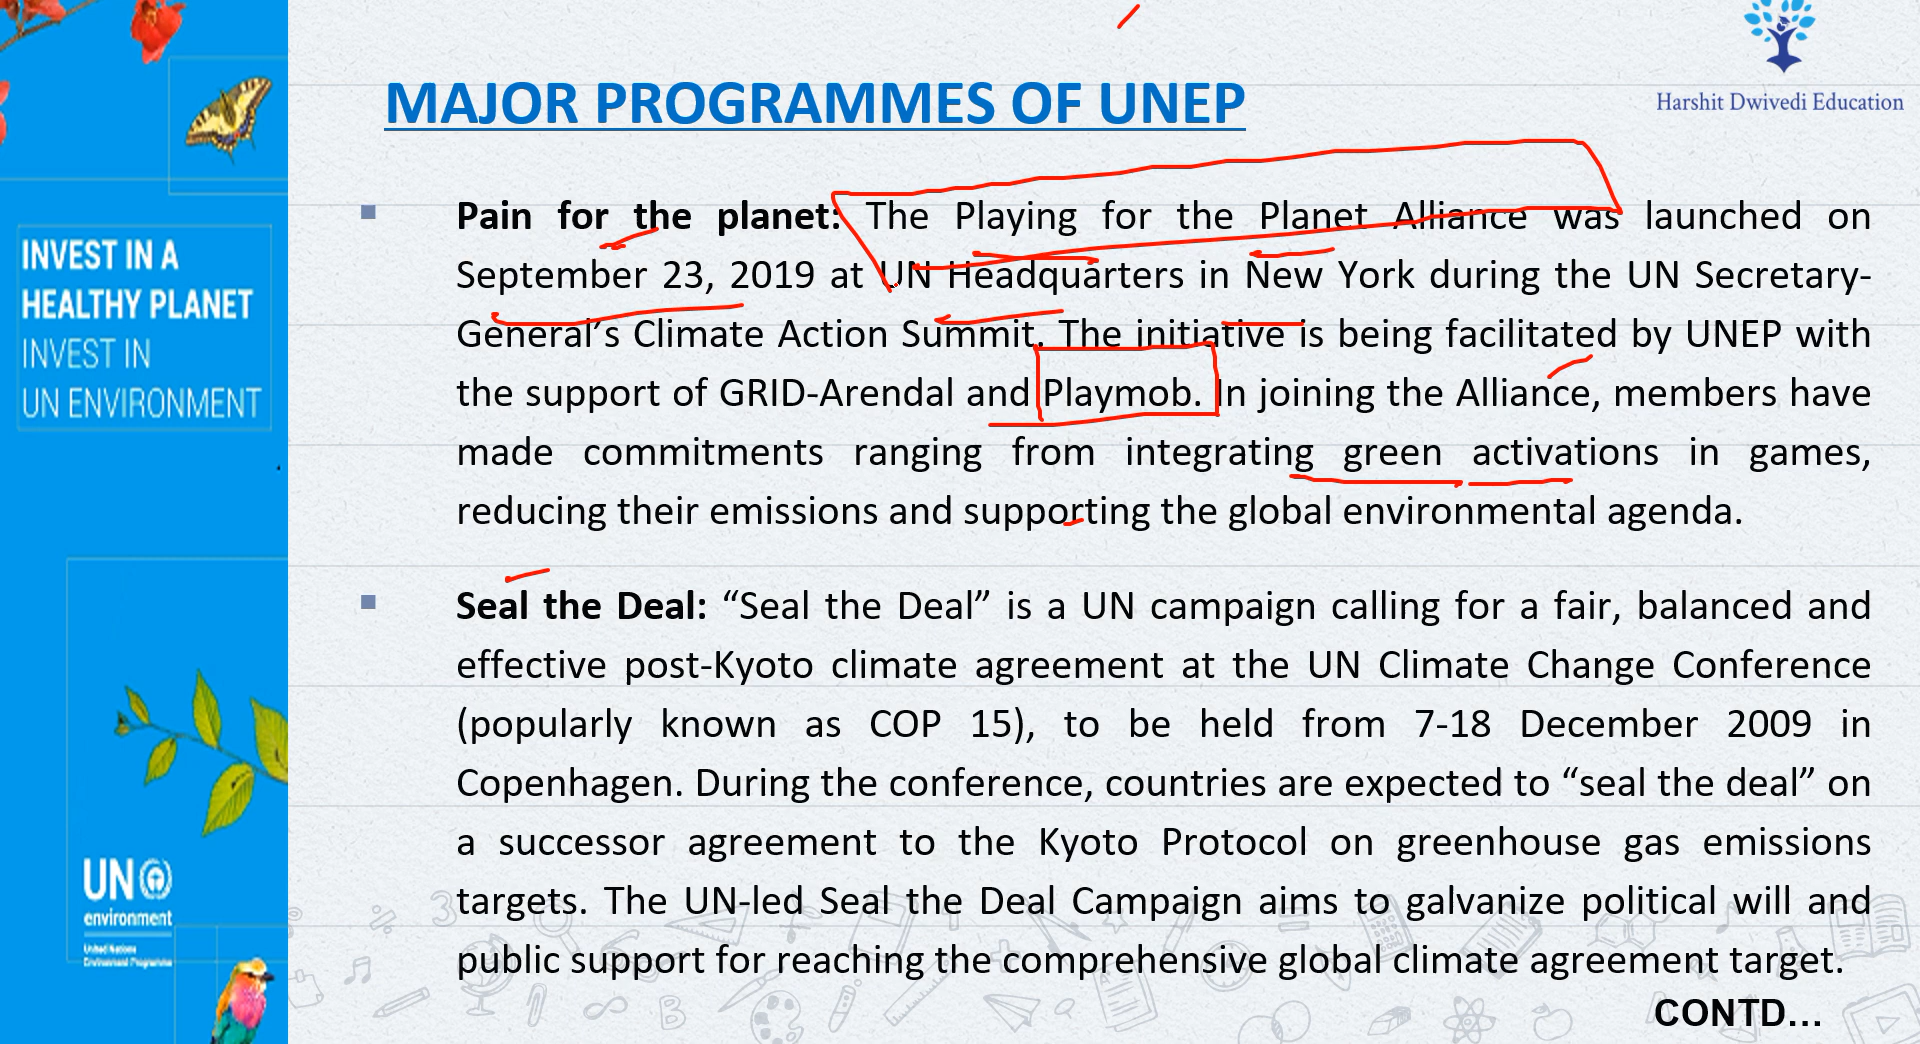 Harshit Dwivedi Education
MAJOR PROGRAMMES OF UNEP
INVEST IN A
HEALTHY PLANET
INVEST IN
UN ENVIRONMENT
UN
environment
United Nations
Environment Programme
Pain for the planet: The Playing for the Planet Alliance was launched on
September 23, 2019 at UN Headquarters in New York during the UN Secretary-
General’s Climate Action Summit. The initiative is being facilitated by UNEP with
the support of GRID-Arendal and Playmob. In joining the Alliance, members have
made commitments ranging from integrating green activations in games,
reducing their emissions and supporting the global environmental agenda.
Seal the Deal: “Seal the Deal” is a UN campaign calling for a fair, balanced and
effective post-Kyoto climate agreement at the UN Climate Change Conference
(popularly known as COP 15), to be held from 7-18 December 2009 in
Copenhagen. During the conference, countries are expected to “seal the deal” on
a successor agreement to the Kyoto Protocol on greenhouse gas emissions
targets. The UN-led Seal the Deal Campaign aims to galvanize political will and
public support for reaching the comprehensive global climate agreement target.
CONTD...